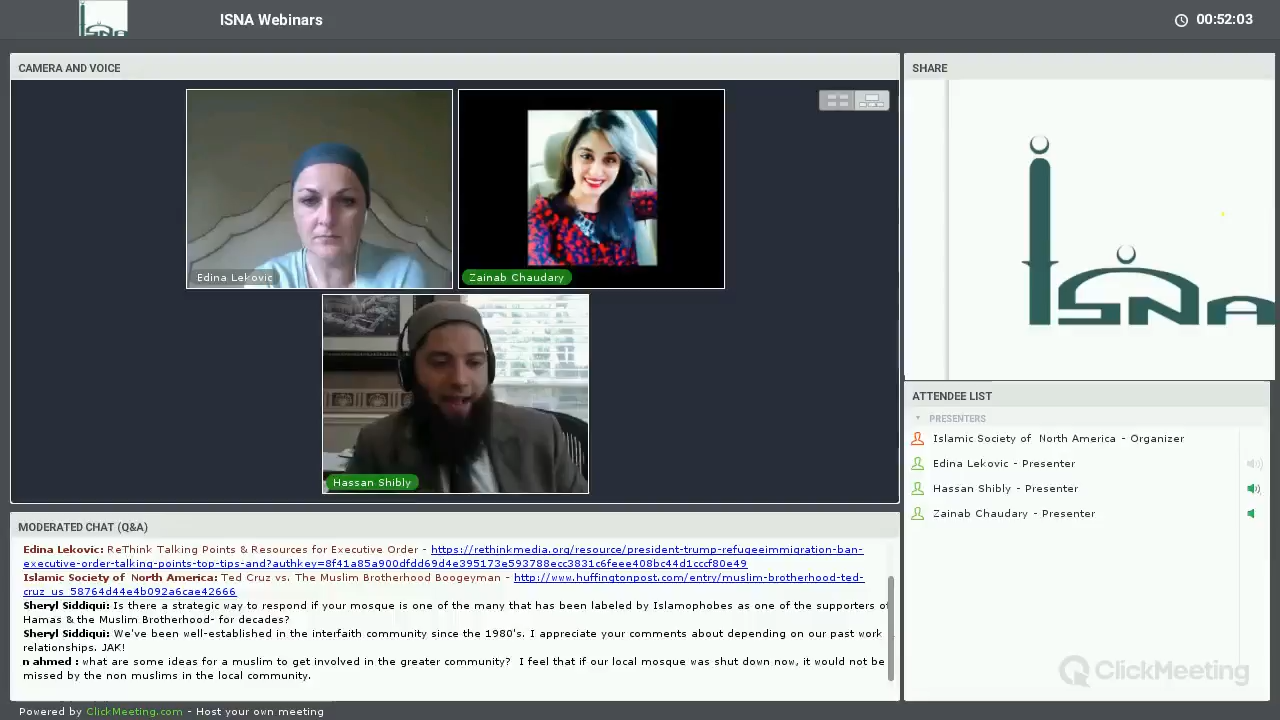 ISNA Webinars
00:52:03
CAMERA AND VOICE
Edina Lekovic
Zainab Chaudary
Hassan Shibly
SHARE
ISNA
ATTENDEE LIST
PRESENTERS
Islamic Society of North America - Organizer
Edina Lekovic - Presenter
Hassan Shibly - Presenter
Zainab Chaudary - Presenter
MODERATED CHAT (Q&A)
Edina Lekovic: ReThink Talking Points & Resources for Executive Order - https://rethinkmedia.org/resource/president-trump-refugeeimmigration-ban-
executive-order-talking-points-top-tips-and?authkey=8f41a85a900dfdd69d4e395173e593788ecc3831c6feee408bc44d1cccf80e49
Islamic Society of North America: Ted Cruz vs. The Muslim Brotherhood Boogeyman - http://www.huffingtonpost.com/entry/muslim-brotherhood-ted-
cruz_us_58764d44e4b092a6cae42666
Sheryl Siddiqui: Is there a strategic way to respond if your mosque is one of the many that has been labeled by Islamophobes as one of the supporters of
Hamas & the Muslim Brotherhood- for decades?
Sheryl Siddiqui: We've been well-established in the interfaith community since the 1980's. I appreciate your comments about depending on our past work
relationships. JAK!
n ahmed : what are some ideas for a muslim to get involved in the greater community? I feel that if our local mosque was shut down now, it would not be
missed by the non muslims in the local community.
ClickMeeting
Powered by ClickMeeting.com - Host your own meeting